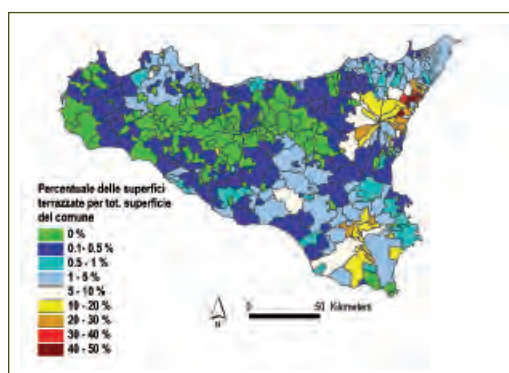 Percentuale delle superfici
terrazzate per tot. superficie
del comune
0 %
0.1- 0.5 %
0.5 - 1 %
1 - 5 %
5 - 10 %
10 - 20 %
20 - 30 %
30 - 40 %
40 - 50 %
N
0 50 Kilometers